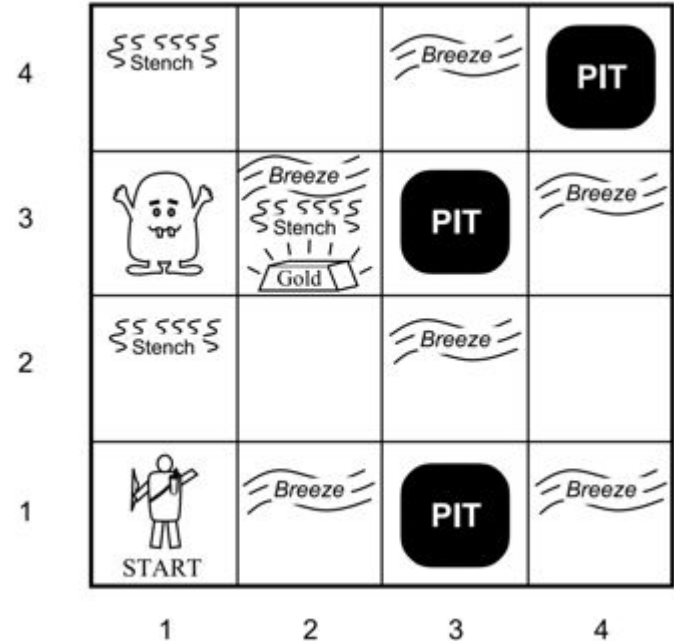 4
Stench
Breeze
PIT
3
Breeze
Stench
Gold
PIT
Breeze
2
Stench
Breeze
1
START
Breeze
PIT
Breeze
1 2 3 4